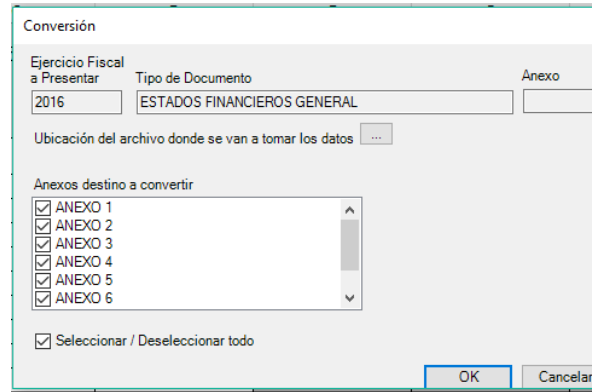 Conversión
Ejercicio Fiscal
a Presentar
Tipo de Documento
Anexo
2016
ESTADOS FINANCIEROS GENERAL
Ubicación del archivo donde se van a tomar los datos
...
Anexos destino a convertir
ANEXO 1
ANEXO 2
ANEXO 3
ANEXO 4
ANEXO 5
ANEXO 6
Seleccionar / Deseleccionar todo
OK
Cancelar